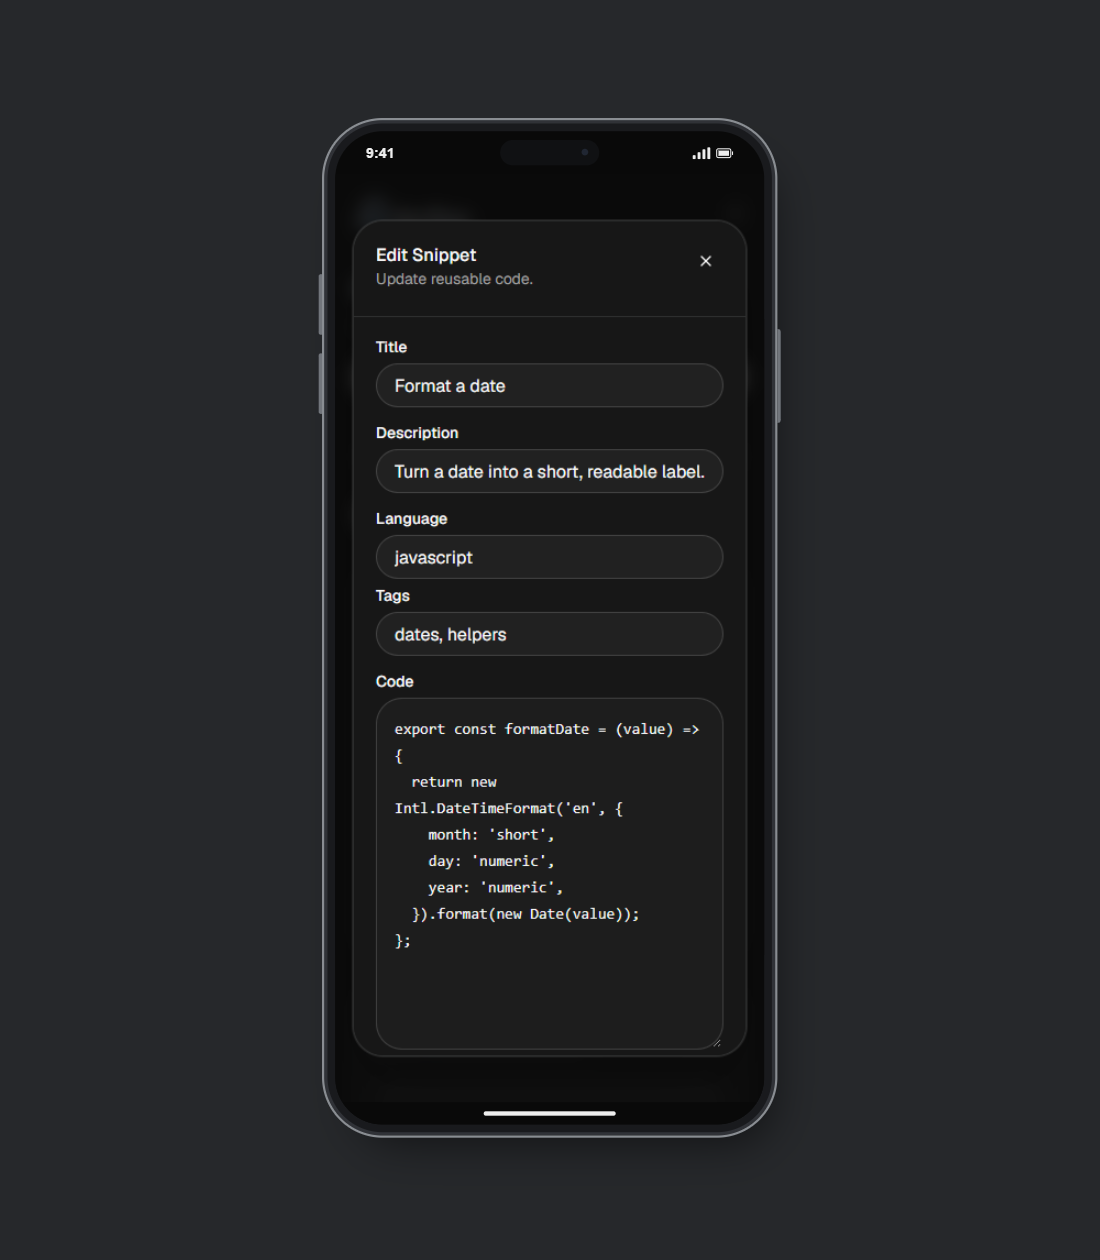 9:41
Edit Snippet
Update reusable code.
Title
Format a date
Description
Turn a date into a short, readable label.
Language
javascript
Tags
dates, helpers
Code
export const formatDate = (value) =>
{
  return new
Intl.DateTimeFormat('en', {
    month: 'short',
    day: 'numeric',
    year: 'numeric',
  }).format(new Date(value));
};